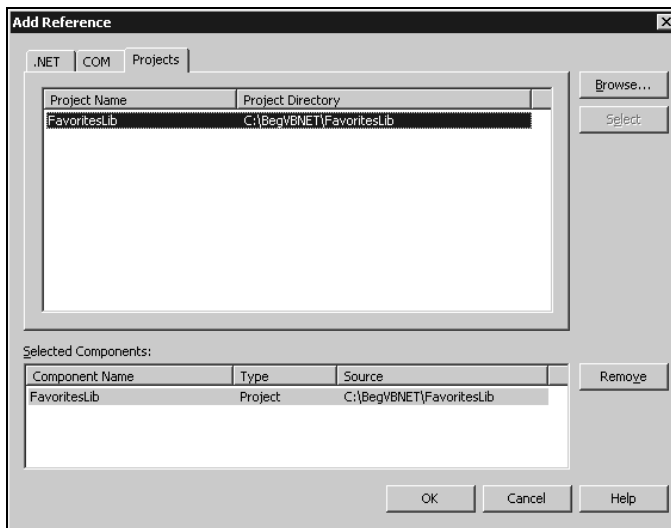 Add Reference
.NET COM Projects
Browse...
Project Name Project Directory
FavoritesLib C:\BegVBNET\FavoritesLib
Select
Selected Components:
Component Name Type Source
Remove
FavoritesLib Project C:\BegVBNET\FavoritesLib
OK Cancel Help